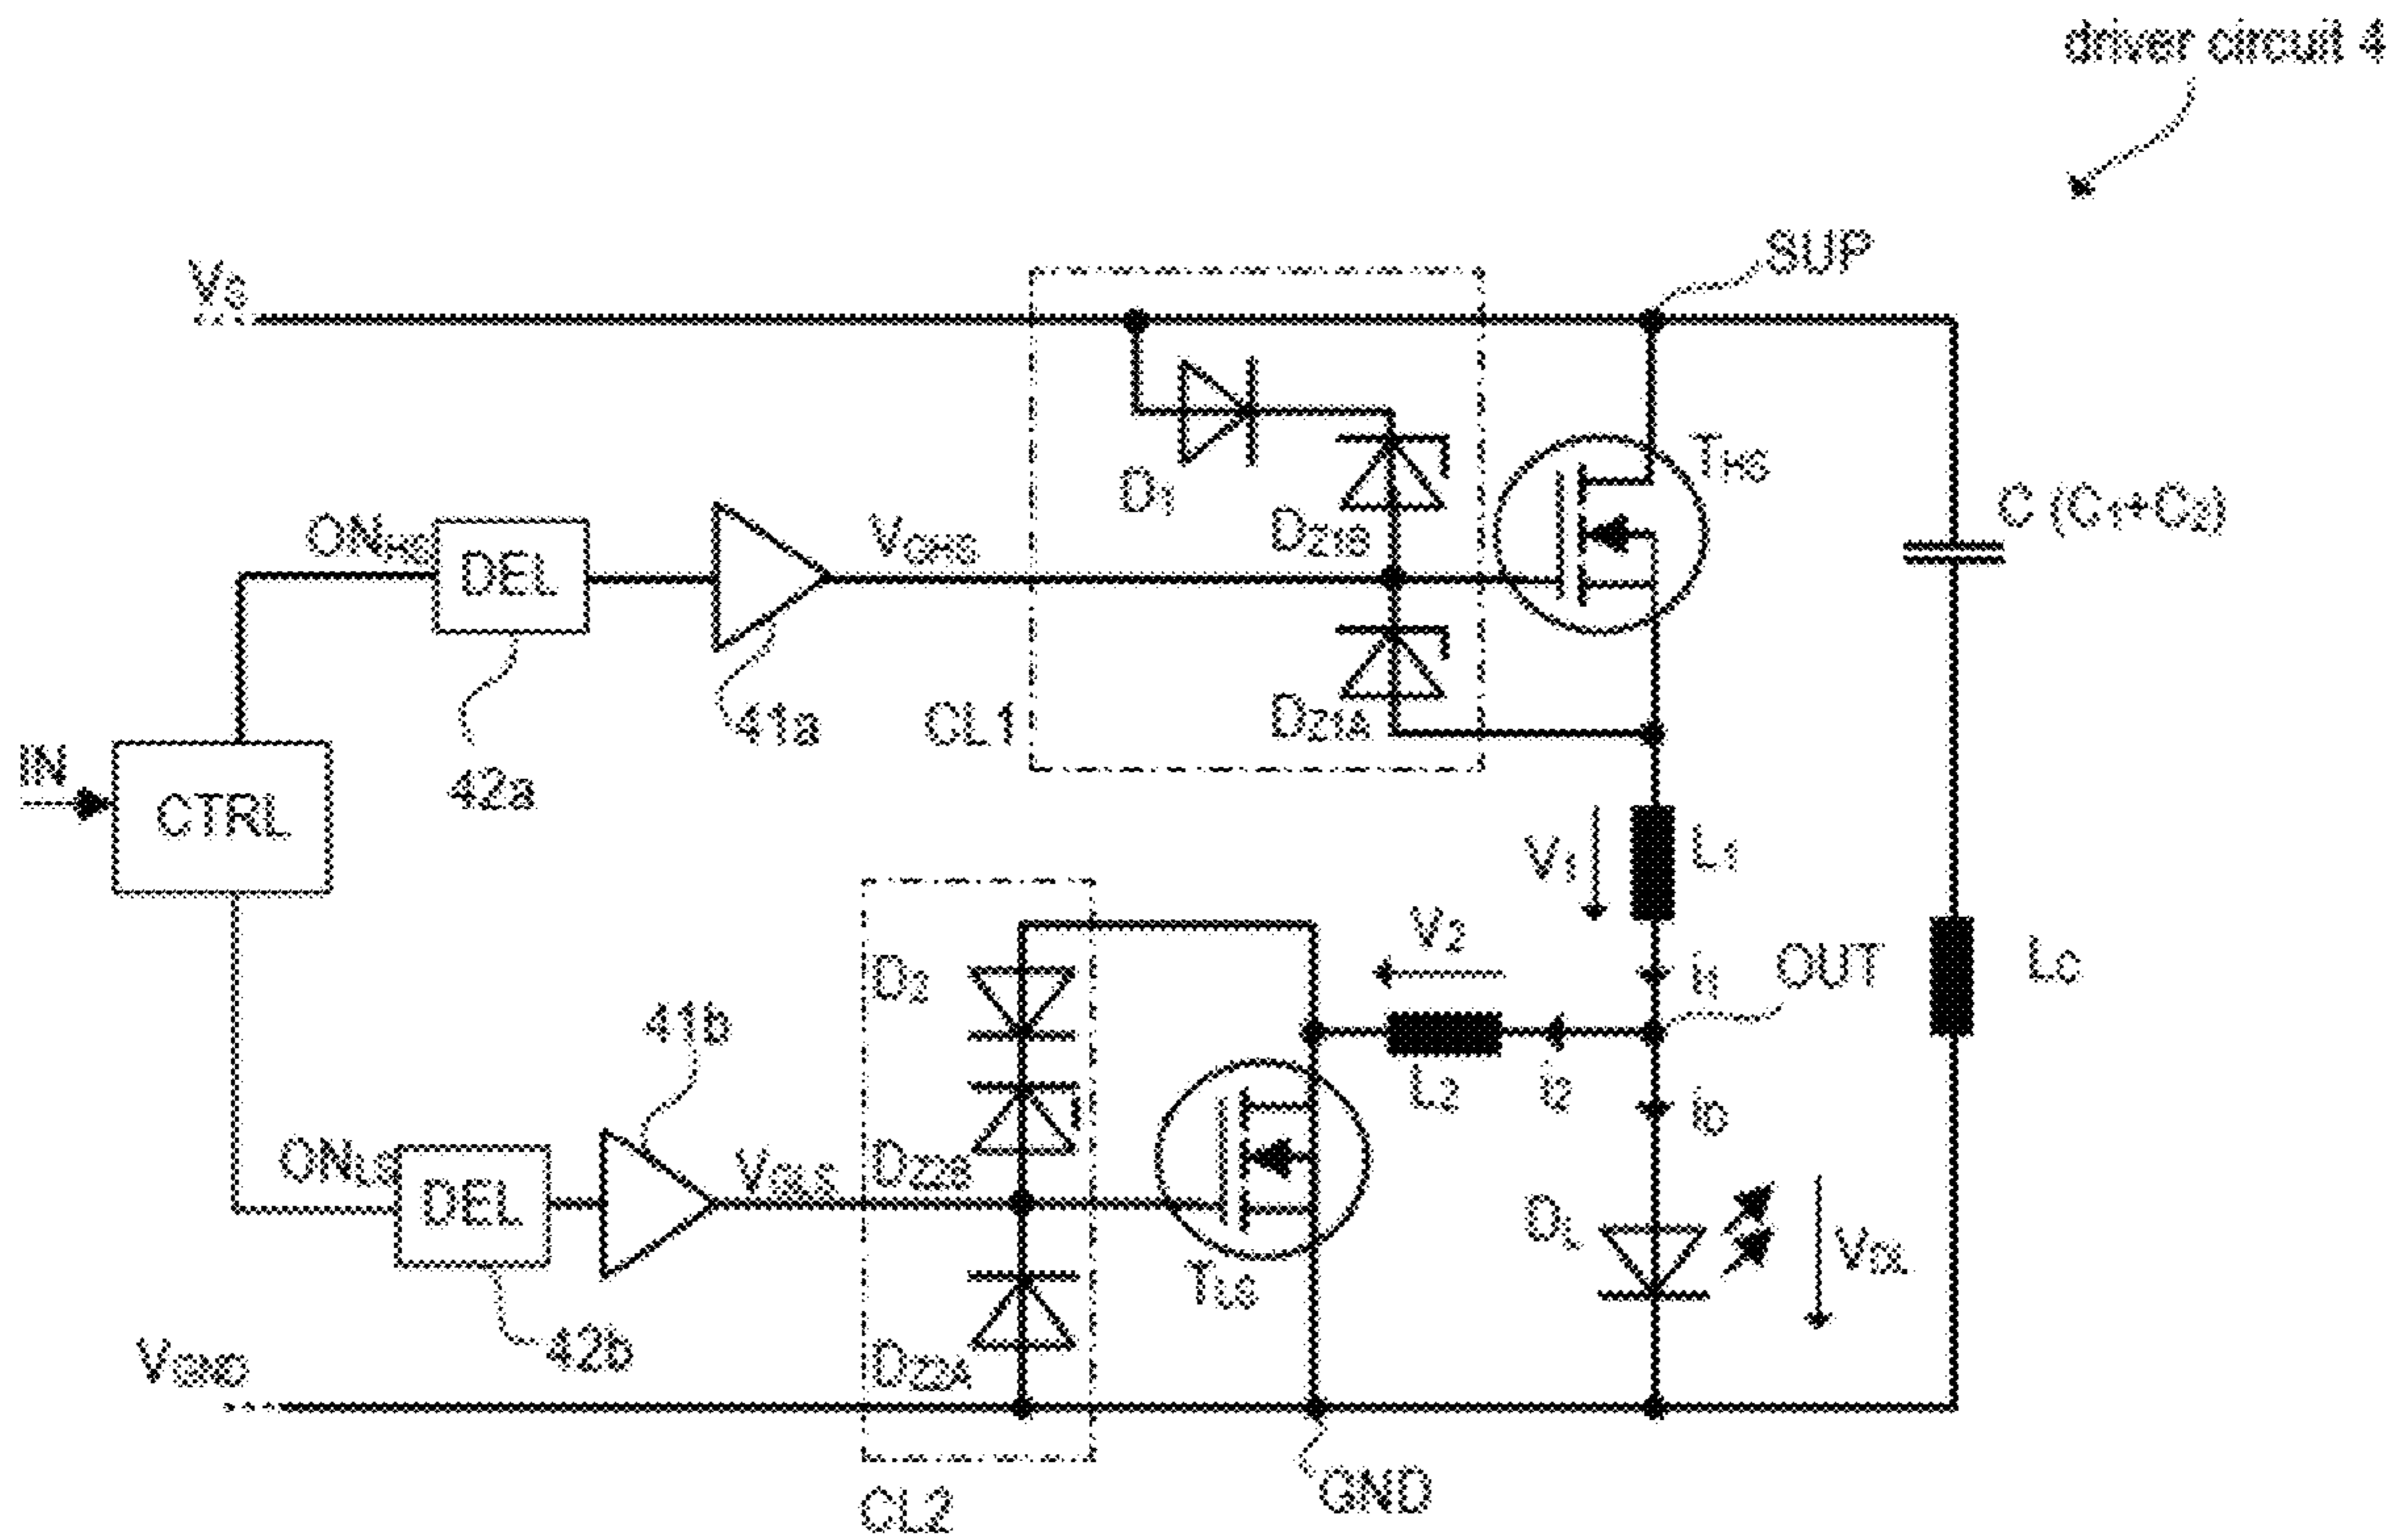 driver circuit 4
SUP
VS
THS
D1
DZ1B
C (C1+C2)
ONHS
DEL
VGHS
41a
CL1
DZ1A
42a
IN
CTRL
V1
L1
V2
i1
OUT
LC
D2
41b
L2
i2
iD
ONLS
DEL
VGLS
DZ2B
DL
VDL
TLS
42b
DZ2A
VGND
GND
CL2